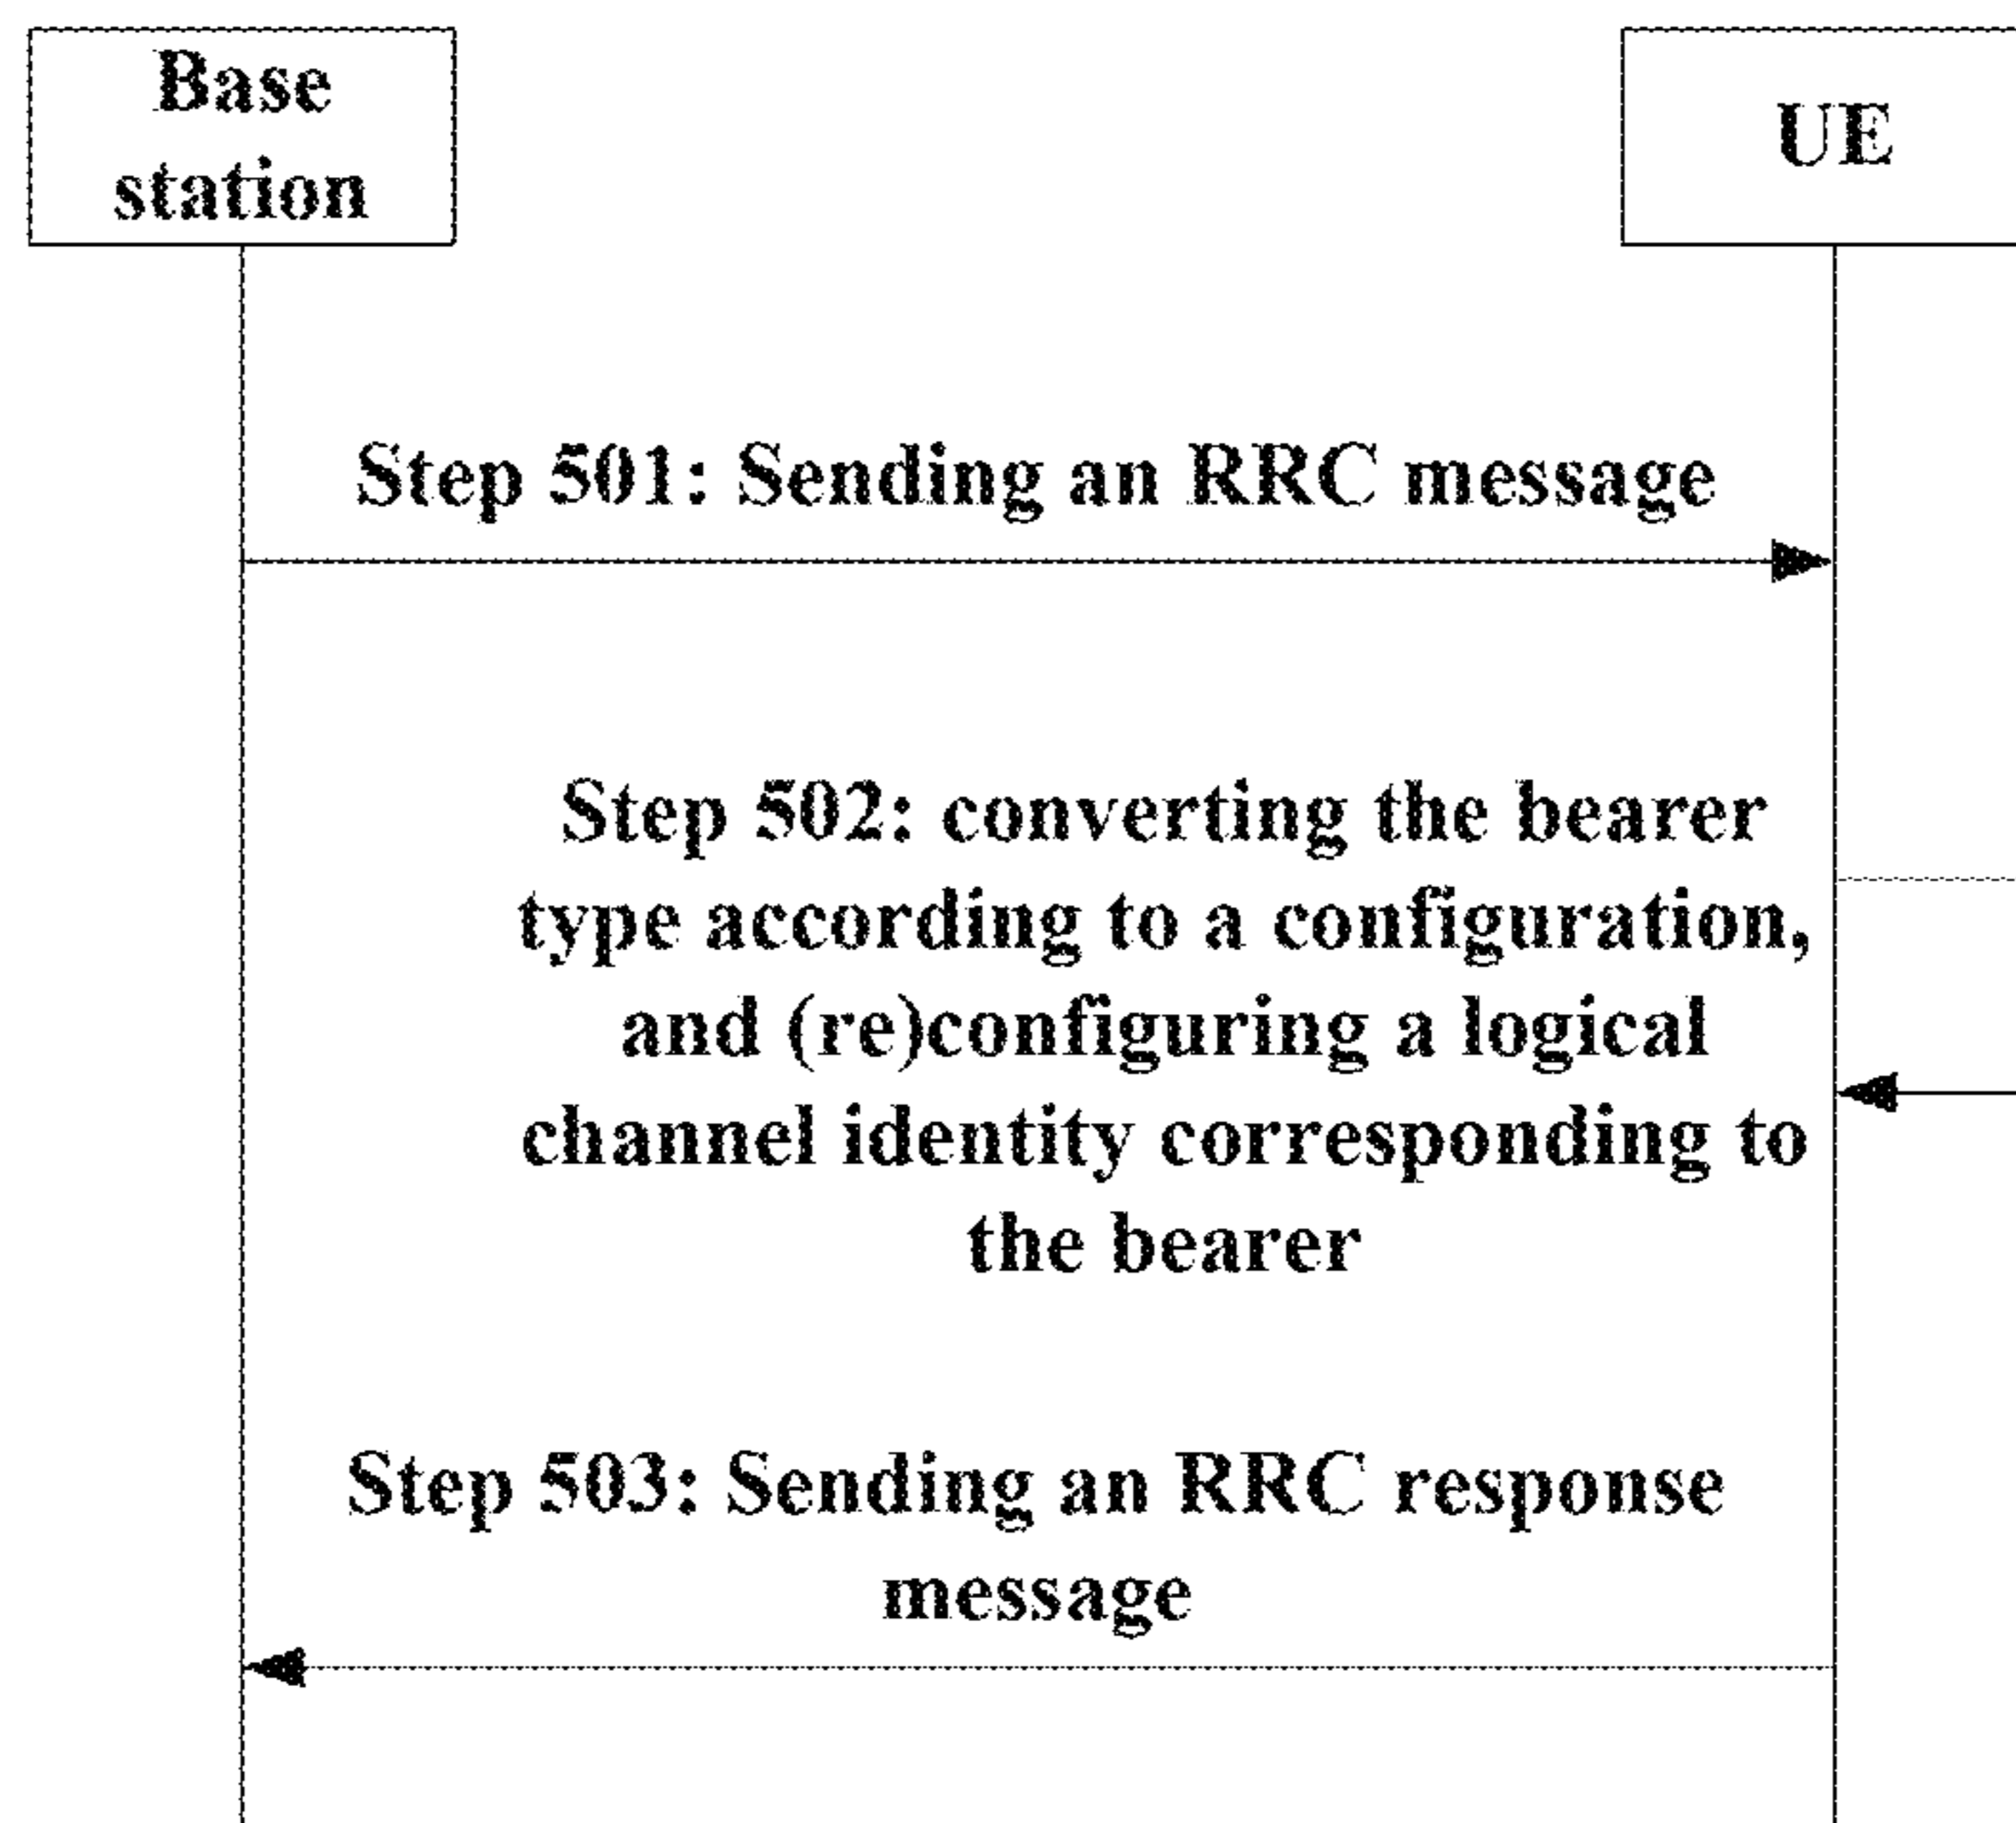 Base
station
UE
Step 501: Sending an RRC message
Step 502: converting the bearer
type according to a configuration,
and (re)configuring a logical
channel identity corresponding to
the bearer
Step 503: Sending an RRC response
message